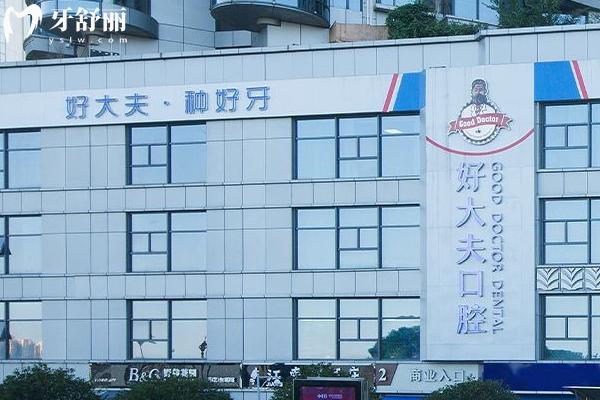 牙舒丽
yslw.com
好大夫·种好牙
Good Doctor
好大夫口腔
GOOD DOCTOR DENTAL
B&G
2
商业入口